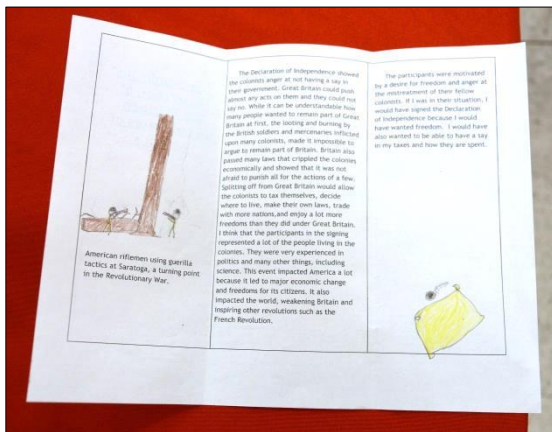 American riflemen using guerilla
tactics at Saratoga, a turning point
in the Revolutionary War.
The Declaration of Independence showed
the colonists anger at not having a say in
their government. Great Britain could push
almost any acts on them and they could not
say no. While it can be understandable how
many people wanted to remain part of Great
Britain at first, the looting and burning by
the British soldiers and mercenaries inflicted
upon many colonists, made it impossible to
argue to remain part of Britain. Britain also
passed many laws that crippled the colonies
economically and showed that it was not
afraid to punish all for the actions of a few.
Splitting off from Great Britain would allow
the colonists to tax themselves, decide
where to live, make their own laws, trade
with more nations,and enjoy a lot more
freedoms than they did under Great Britain.
I think that the participants in the signing
represented a lot of the people living in the
colonies. They were very experienced in
politics and many other things, including
science. This event impacted America a lot
because it led to major economic change
and freedoms for its citizens. It also
impacted the world, weakening Britain and
inspiring other revolutions such as the
French Revolution.
The participants were motivated
by a desire for freedom and anger at
the mistreatment of their fellow
colonists. If I was in their situation, I
would have signed the Declaration
of Independence because I would
have wanted freedom. I would have
also wanted to be able to have a say
in my taxes and how they are spent.